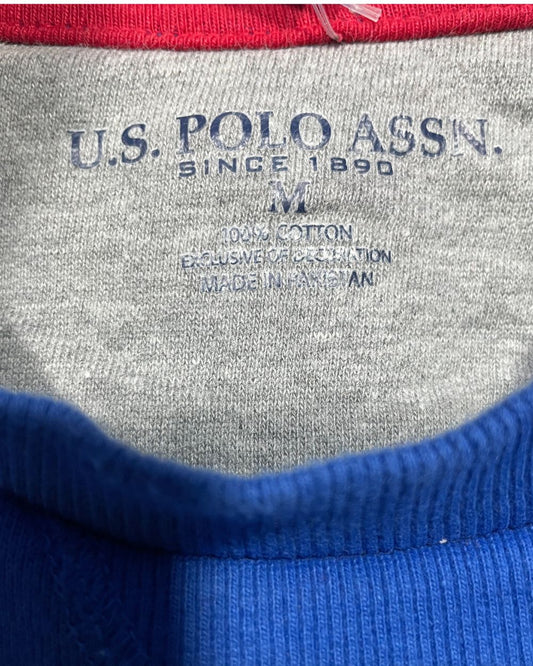 U.S. POLO ASSN.
SINCE 1890
M
100% COTTON
EXCLUSIVE OF DECORATION
MADE IN PAKISTAN